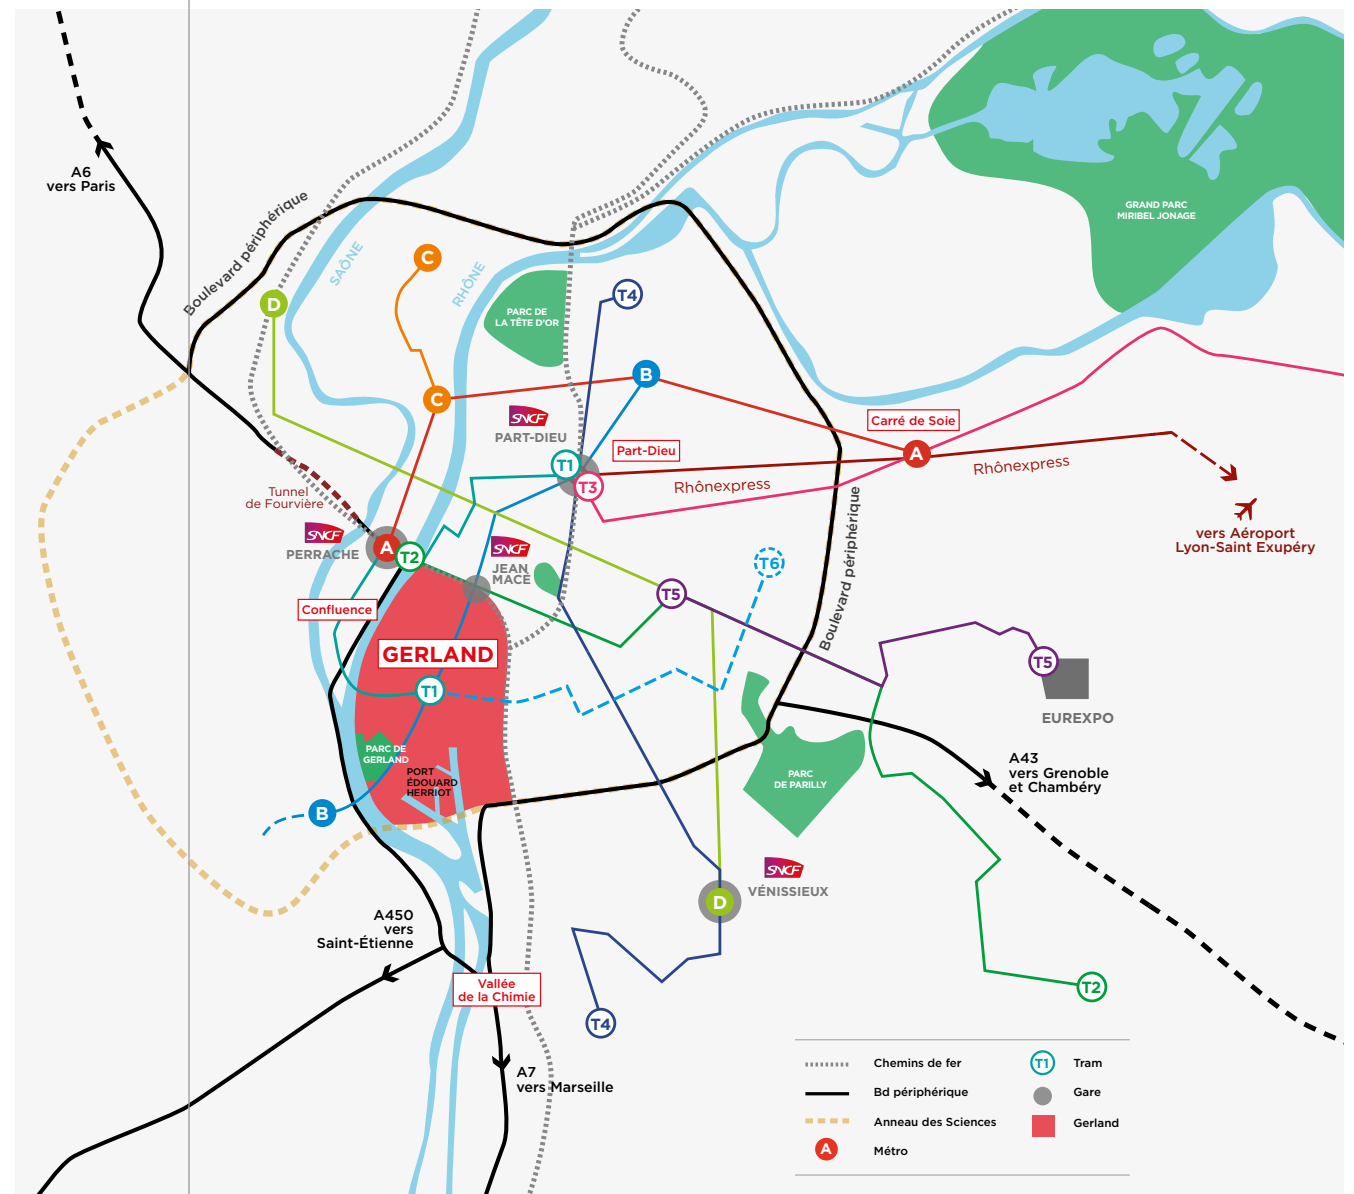 A6
vers Paris
Boulevard périphérique
SAÔNE
RHÔNE
C
D
PARC DE
LA TÊTE D'OR
T4
GRAND PARC
MIRIBEL JONAGE
B
C
SNCF
PART-DIEU
Part-Dieu
Carré de Soie
A
T1
T3
Rhônexpress
Rhônexpress
vers Aéroport
Lyon-Saint Exupéry
Tunnel
de Fourvière
SNCF
PERRACHE
A
T2
SNCF
JEAN
MACÉ
T6
T5
Boulevard périphérique
Confluence
GERLAND
T1
T5
EUREXPO
PARC DE
GERLAND
PORT
ÉDOUARD
HERRIOT
B
PARC
DE PARILLY
A43
vers Grenoble
et Chambéry
SNCF
VÉNISSIEUX
D
A450
vers
Saint-Étienne
Vallée
de la Chimie
T4
T2
A7
vers Marseille
Chemins de fer
T1
Tram
Bd périphérique
Gare
Anneau des Sciences
Gerland
A
Métro